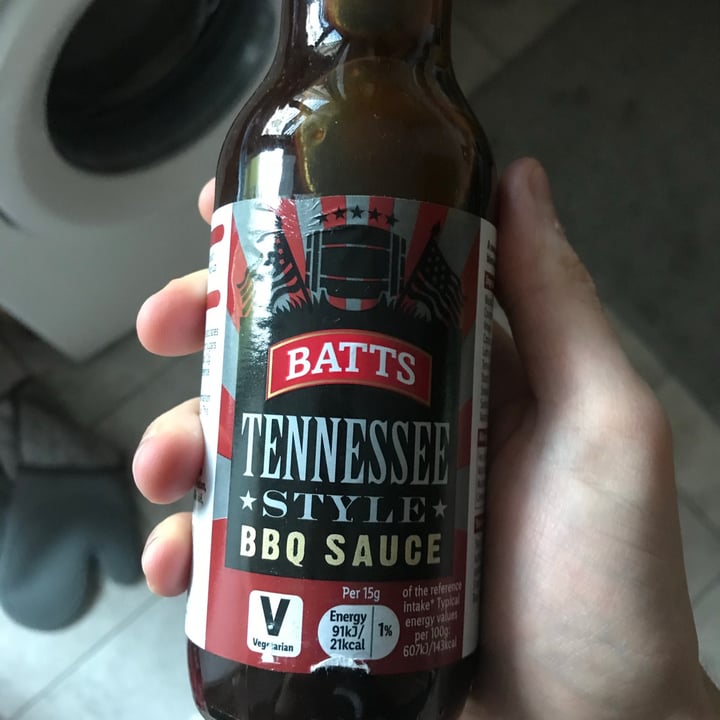 BATTS
TENNESSEE
STYLE
BBQ SAUCE
V
Vegetarian
Per 15g
Energy
91kJ/
21kcal
1%
of the reference
intake* Typical
energy values
per 100g:
607kJ/143kcal